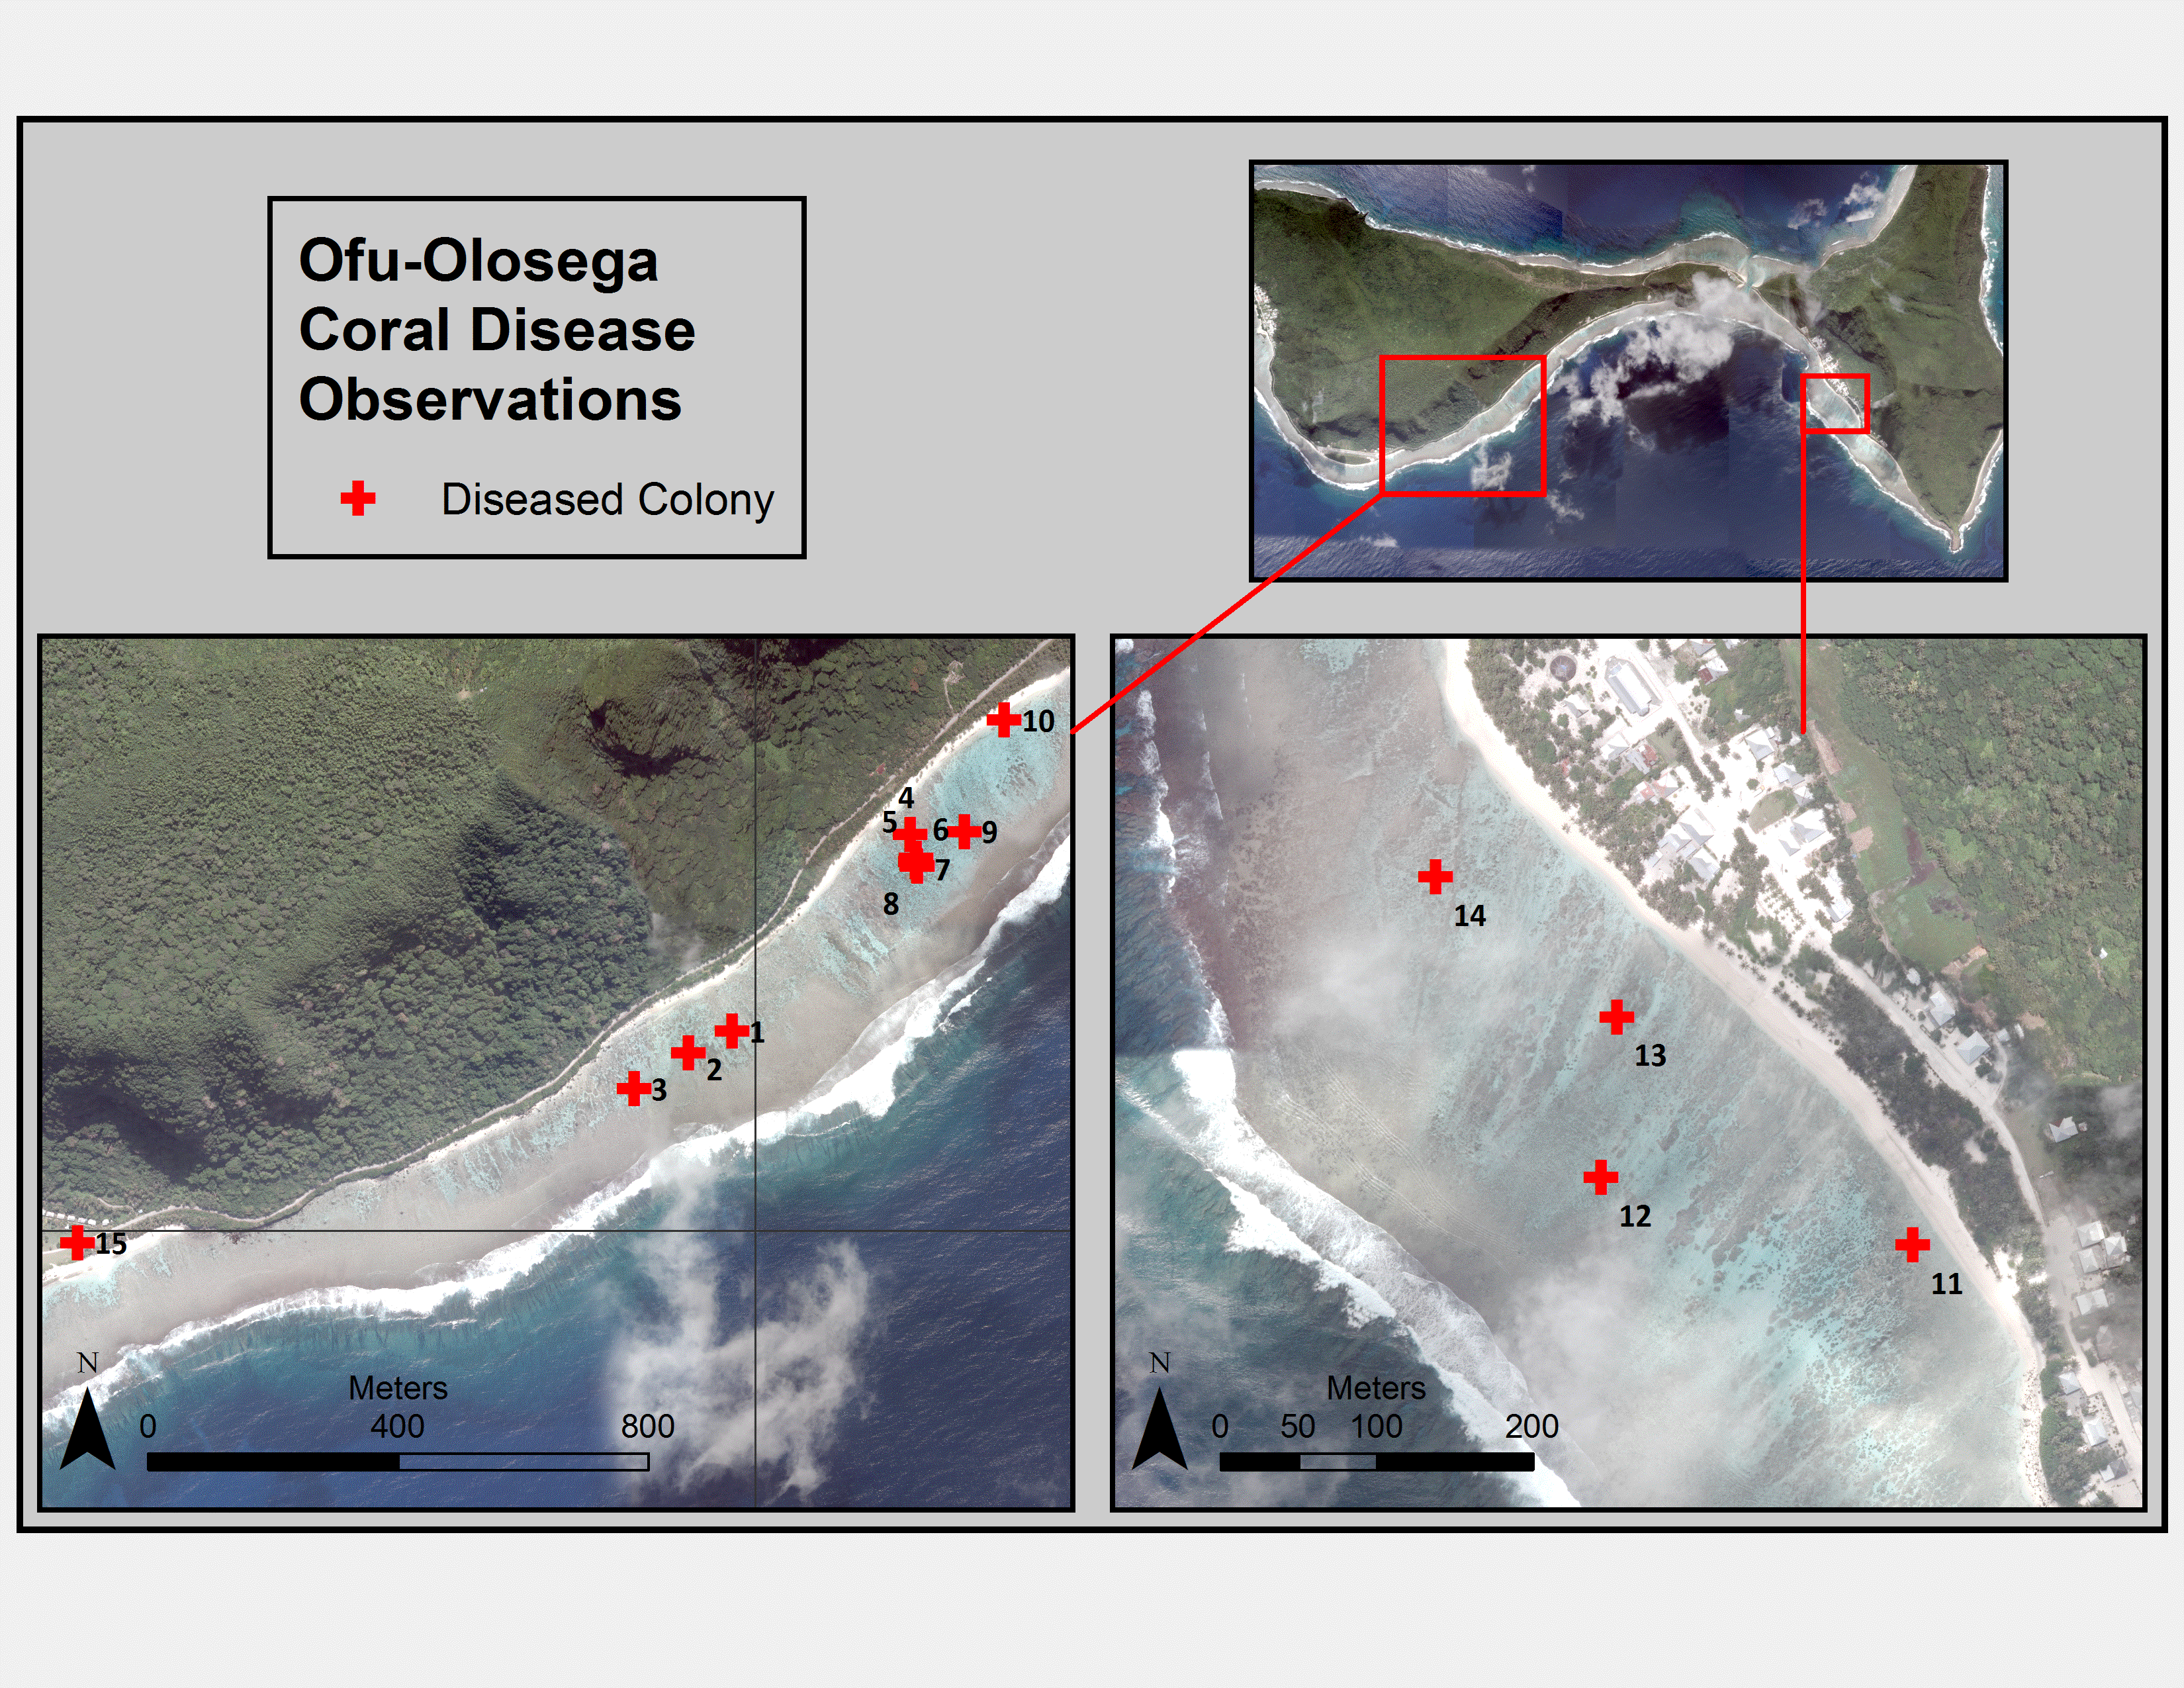 Ofu-Olosega
Coral Disease
Observations
Diseased Colony
10
4
5
6
9
7
8
1
2
3
15
N
Meters
0 400 800
14
13
12
11
N
Meters
0 50 100 200